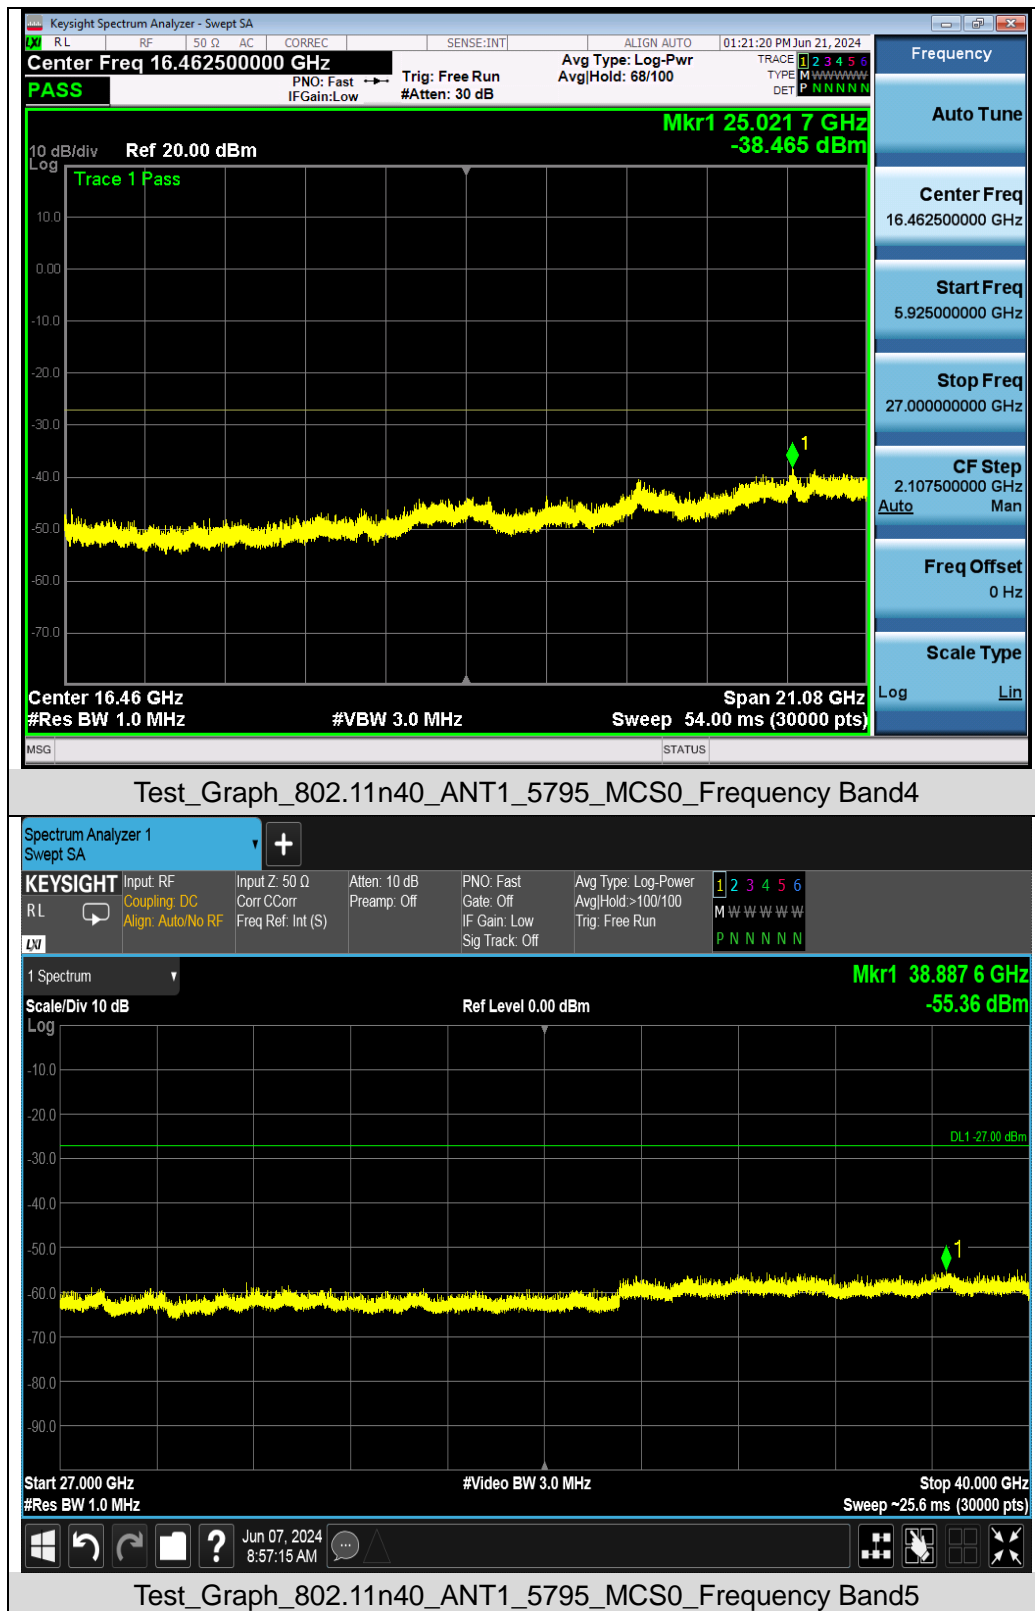 Keysight Spectrum Analyzer - Swept SA
LXI RL RF 50 Ω AC CORREC SENSE:INT ALIGN AUTO 01:21:20 PM Jun 21, 2024
Center Freq 16.462500000 GHz
PASS
PNO: Fast
IFGain:Low
Trig: Free Run
#Atten: 30 dB
Avg Type: Log-Pwr
Avg|Hold: 68/100
TRACE 1 2 3 4 5 6
TYPE M W W W W W
DET P N N N N N
Mkr1 25.021 7 GHz
-38.465 dBm
10 dB/div Ref 20.00 dBm
Log
Trace 1 Pass
10.0
0.00
-10.0
-20.0
-30.0
-40.0
-50.0
-60.0
-70.0
1
Center 16.46 GHz Span 21.08 GHz
#Res BW 1.0 MHz #VBW 3.0 MHz Sweep 54.00 ms (30000 pts)
MSG STATUS
Frequency
Auto Tune
Center Freq
16.462500000 GHz
Start Freq
5.925000000 GHz
Stop Freq
27.000000000 GHz
CF Step
2.107500000 GHz
Auto Man
Freq Offset
0 Hz
Scale Type
Log Lin
Test_Graph_802.11n40_ANT1_5795_MCS0_Frequency Band4
Spectrum Analyzer 1
Swept SA
+
KEYSIGHT
RL
LXI
Input: RF
Coupling: DC
Align: Auto/No RF
Input Z: 50 Ω
Corr CCorr
Freq Ref: Int (S)
Atten: 10 dB
Preamp: Off
PNO: Fast
Gate: Off
IF Gain: Low
Sig Track: Off
Avg Type: Log-Power
Avg|Hold:>100/100
Trig: Free Run
1 2 3 4 5 6
M W W W W W
P N N N N N
1 Spectrum
Mkr1 38.887 6 GHz
-55.36 dBm
Scale/Div 10 dB Ref Level 0.00 dBm
Log
-10.0
-20.0
DL1 -27.00 dBm
-30.0
-40.0
-50.0
-60.0
-70.0
-80.0
-90.0
1
Start 27.000 GHz #Video BW 3.0 MHz Stop 40.000 GHz
#Res BW 1.0 MHz Sweep ~25.6 ms (30000 pts)
?
Jun 07, 2024
8:57:15 AM
Test_Graph_802.11n40_ANT1_5795_MCS0_Frequency Band5